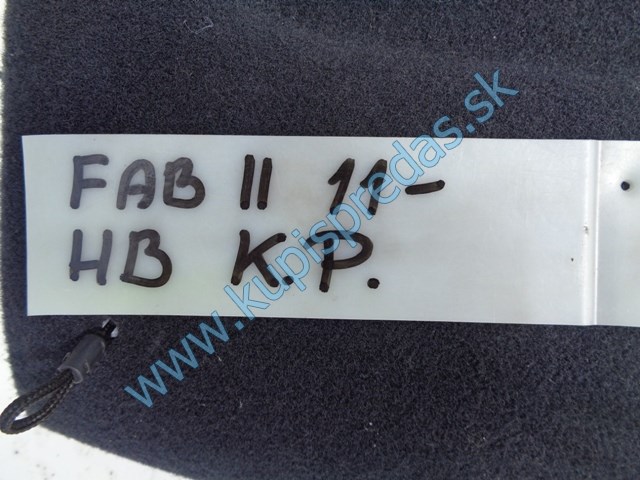 FAB II 11-
HB K.P.
www.kupispredas.sk